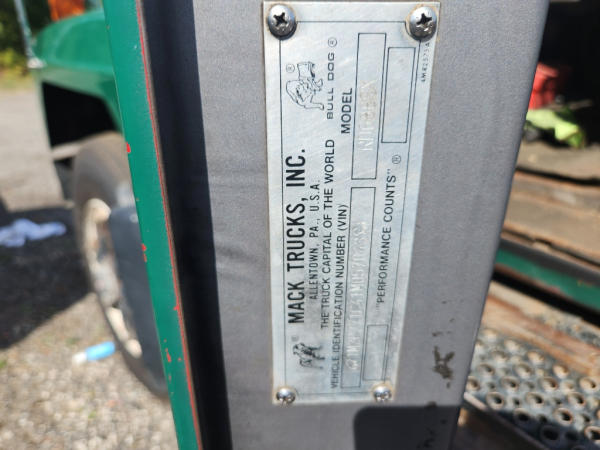 MACK TRUCKS, INC.
ALLENTOWN, PA., U.S.A.
THE TRUCK CAPITAL OF THE WORLD
VEHICLE IDENTIFICATION NUMBER (VIN)
® BULL DOG ®
MODEL
"PERFORMANCE COUNTS" ®